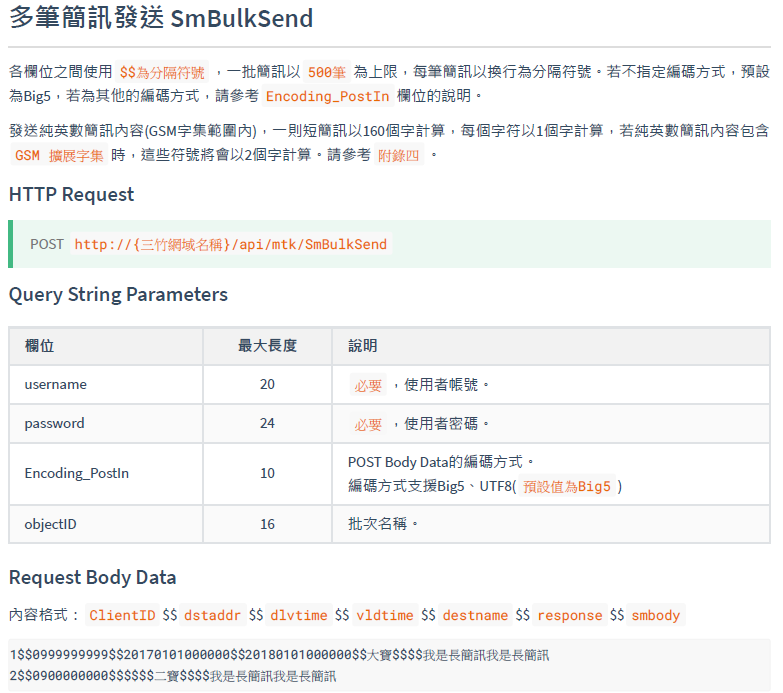 多筆簡訊發送 SmBulkSend
各欄位之間使用 $$為分隔符號 ，一批簡訊以 500筆 為上限，每筆簡訊以換行為分隔符號。若不指定編碼方式，預設
為Big5，若為其他的編碼方式，請參考 Encoding_PostIn 欄位的說明。
發送純英數簡訊內容(GSM字集範圍內)，一則短簡訊以160個字計算，每個字符以1個字計算，若純英數簡訊內容包含
GSM 擴展字集 時，這些符號將會以2個字計算。請參考 附錄四 。
HTTP Request
POST http://{三竹網域名稱}/api/mtk/SmBulkSend
Query String Parameters
欄位 最大長度 說明
username 20 必要 ，使用者帳號。
password 24 必要 ，使用者密碼。
Encoding_PostIn 10 POST Body Data的編碼方式。
編碼方式支援Big5、UTF8( 預設值為Big5 )
objectID 16 批次名稱。
Request Body Data
內容格式： ClientID $$ dstaddr $$ dlvtime $$ vldtime $$ destname $$ response $$ smbody
1$$0999999999$$20170101000000$$20180101000000$$大寶$$$$我是長簡訊我是長簡訊
2$$0900000000$$$$$$二寶$$$$我是長簡訊我是長簡訊